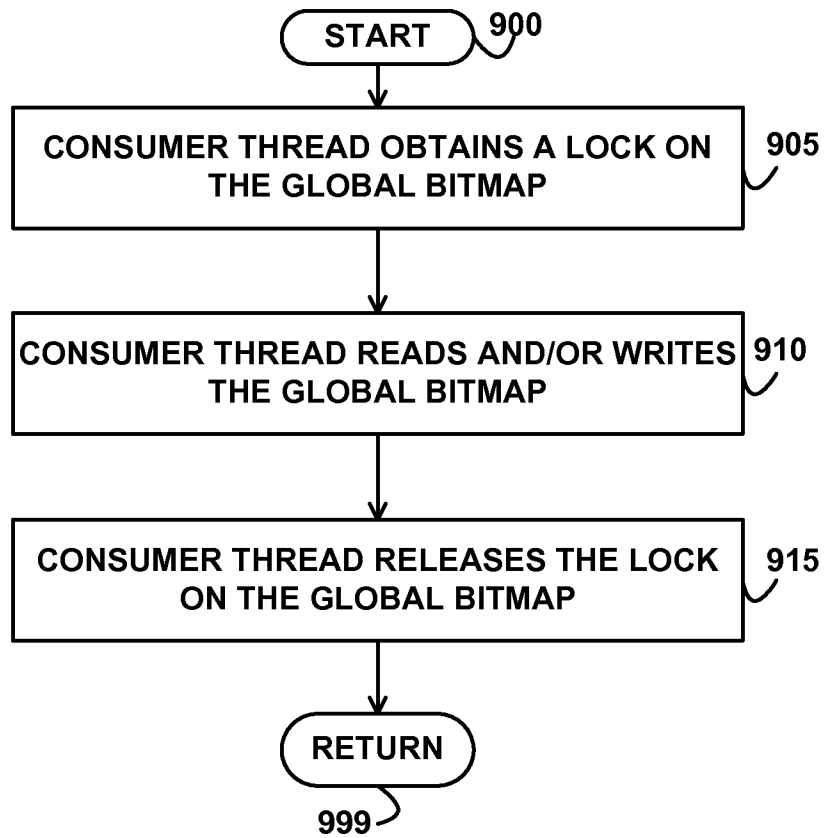 START
900
CONSUMER THREAD OBTAINS A LOCK ON
THE GLOBAL BITMAP
905
CONSUMER THREAD READS AND/OR WRITES
THE GLOBAL BITMAP
910
CONSUMER THREAD RELEASES THE LOCK
ON THE GLOBAL BITMAP
915
RETURN
999